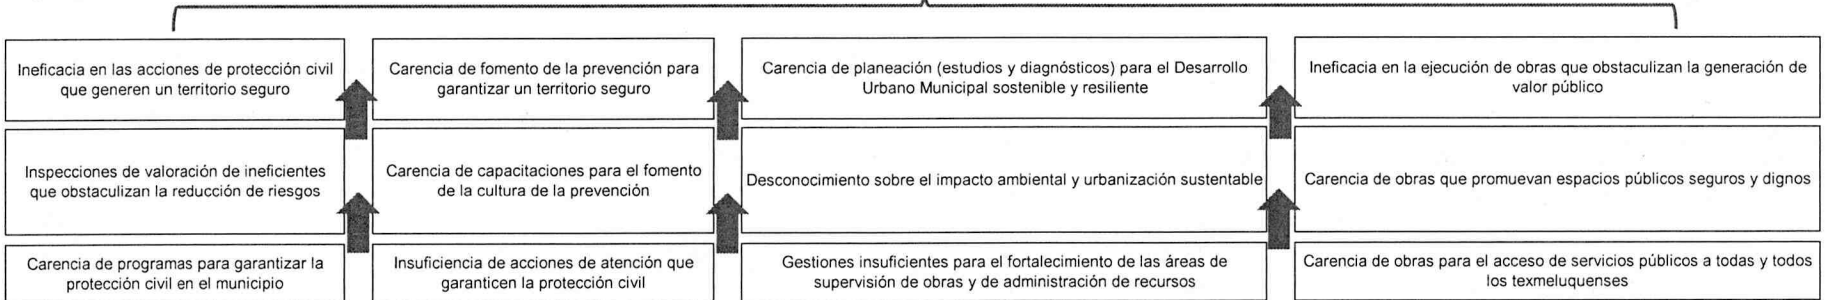 Ineficacia en las acciones de protección civil
que generen un territorio seguro
Carencia de fomento de la prevención para
garantizar un territorio seguro
Carencia de planeación (estudios y diagnósticos) para el Desarrollo
Urbano Municipal sostenible y resiliente
Ineficacia en la ejecución de obras que obstaculizan la generación de
valor público
Inspecciones de valoración de ineficientes
que obstaculizan la reducción de riesgos
Carencia de capacitaciones para el fomento
de la cultura de la prevención
Desconocimiento sobre el impacto ambiental y urbanización sustentable
Carencia de obras que promuevan espacios públicos seguros y dignos
Carencia de programas para garantizar la
protección civil en el municipio
Insuficiencia de acciones de atención que
garanticen la protección civil
Gestiones insuficientes para el fortalecimiento de las áreas de
supervisión de obras y de administración de recursos
Carencia de obras para el acceso de servicios públicos a todas y todos
los texmeluquenses